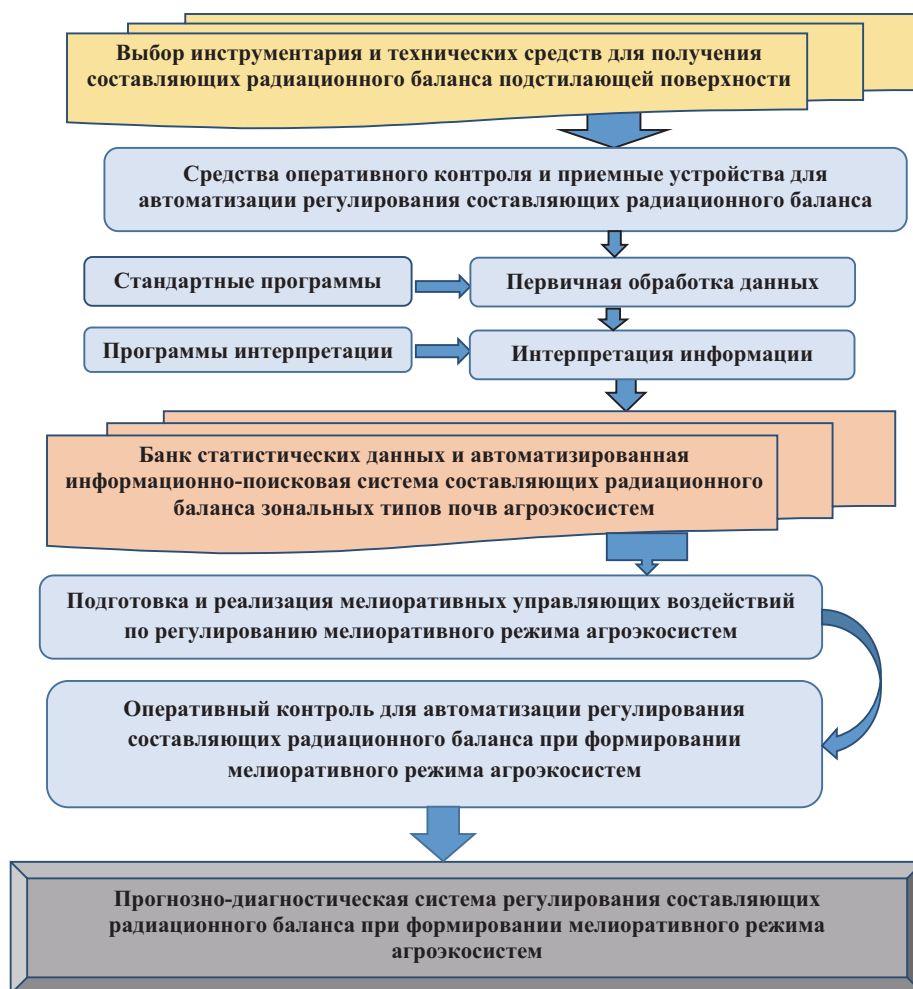 Выбор инструментария и технических средств для получения
составляющих радиационного баланса подстилающей поверхности
Средства оперативного контроля и приемные устройства для
автоматизации регулирования составляющих радиационного баланса
Стандартные программы
Первичная обработка данных
Программы интерпретации
Интерпретация информации
Банк статистических данных и автоматизированная
информационно-поисковая система составляющих радиационного
баланса зональных типов почв агроэкосистем
Подготовка и реализация мелиоративных управляющих воздействий
по регулированию мелиоративного режима агроэкосистем
Оперативный контроль для автоматизации регулирования
составляющих радиационного баланса при формировании
мелиоративного режима агроэкосистем
Прогнозно-диагностическая система регулирования составляющих
радиационного баланса при формировании мелиоративного режима
агроэкосистем